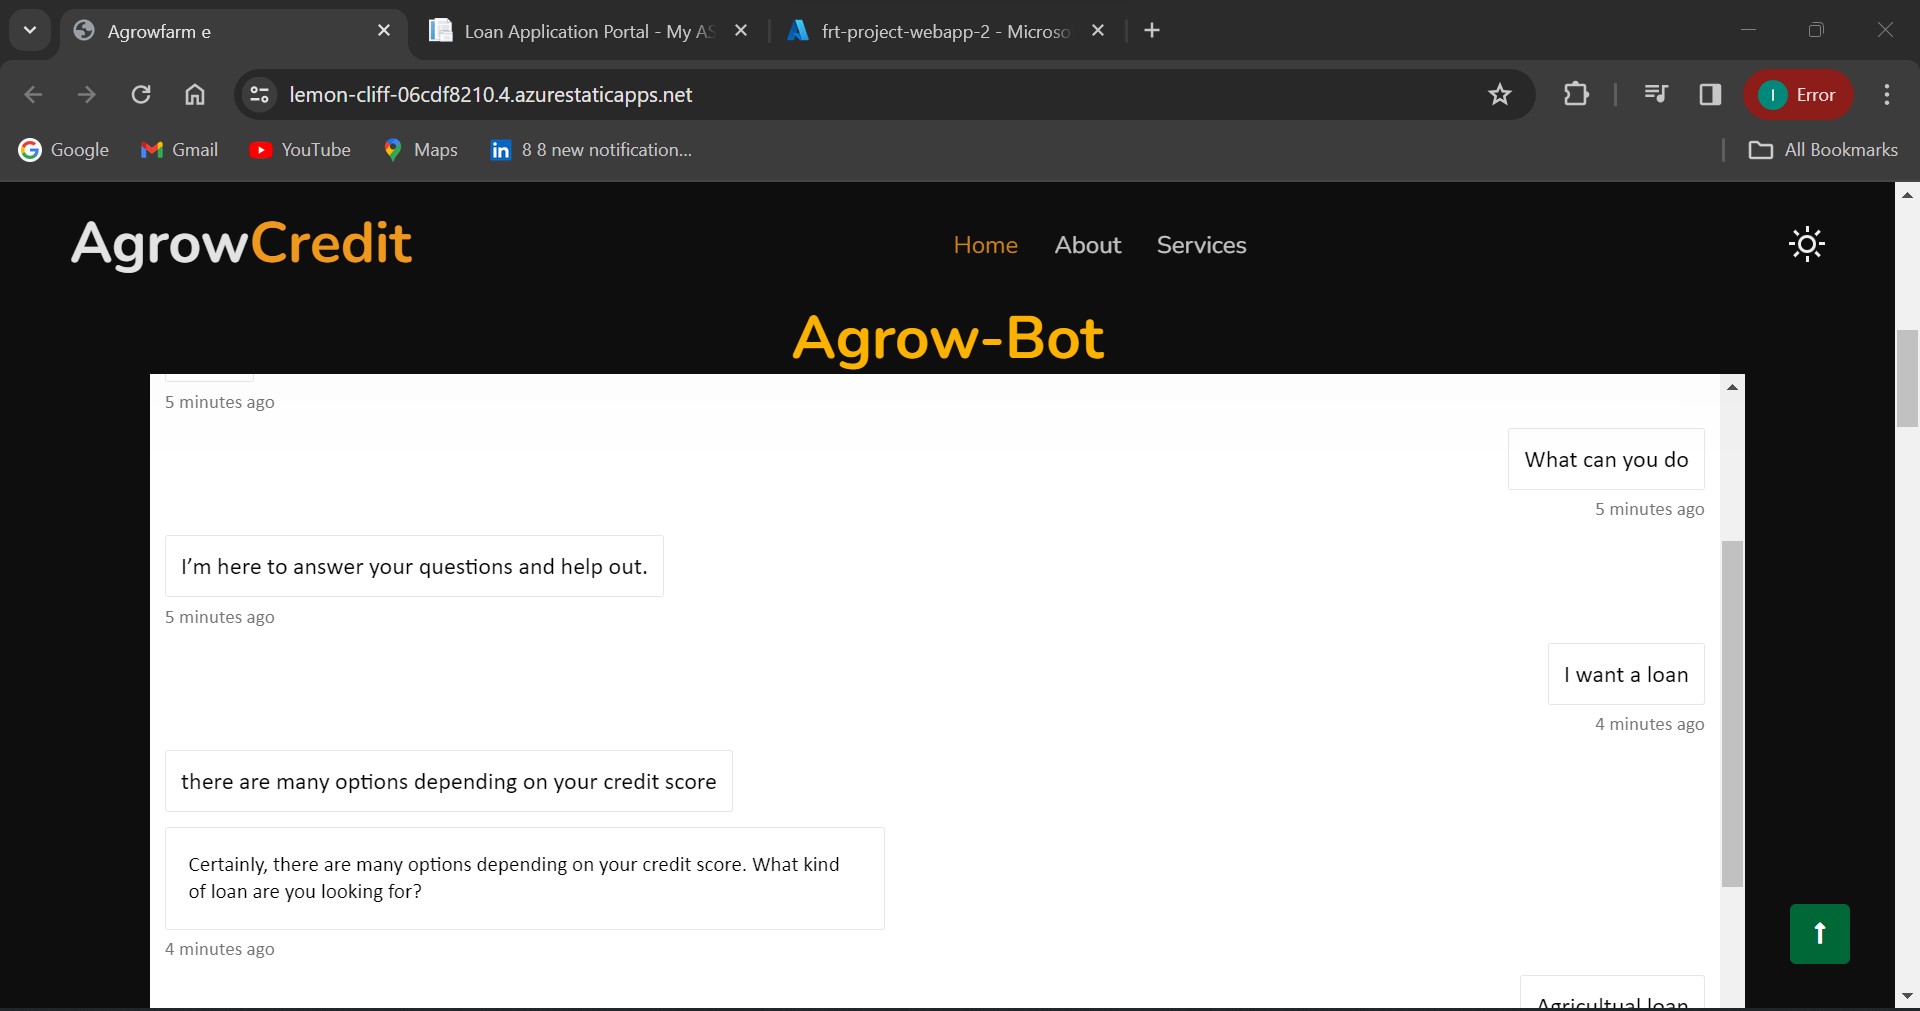 Agrowfarm e
Loan Application Portal - My AS
frt-project-webapp-2 - Microso
lemon-cliff-06cdf8210.4.azurestaticapps.net
I
Error
Google
Gmail
YouTube
Maps
in
8 8 new notification...
All Bookmarks
AgrowCredit
Home
About
Services
Agrow-Bot
5 minutes ago
What can you do
5 minutes ago
I’m here to answer your questions and help out.
5 minutes ago
I want a loan
4 minutes ago
there are many options depending on your credit score
Certainly, there are many options depending on your credit score. What kind
of loan are you looking for?
4 minutes ago
Agricultual loan